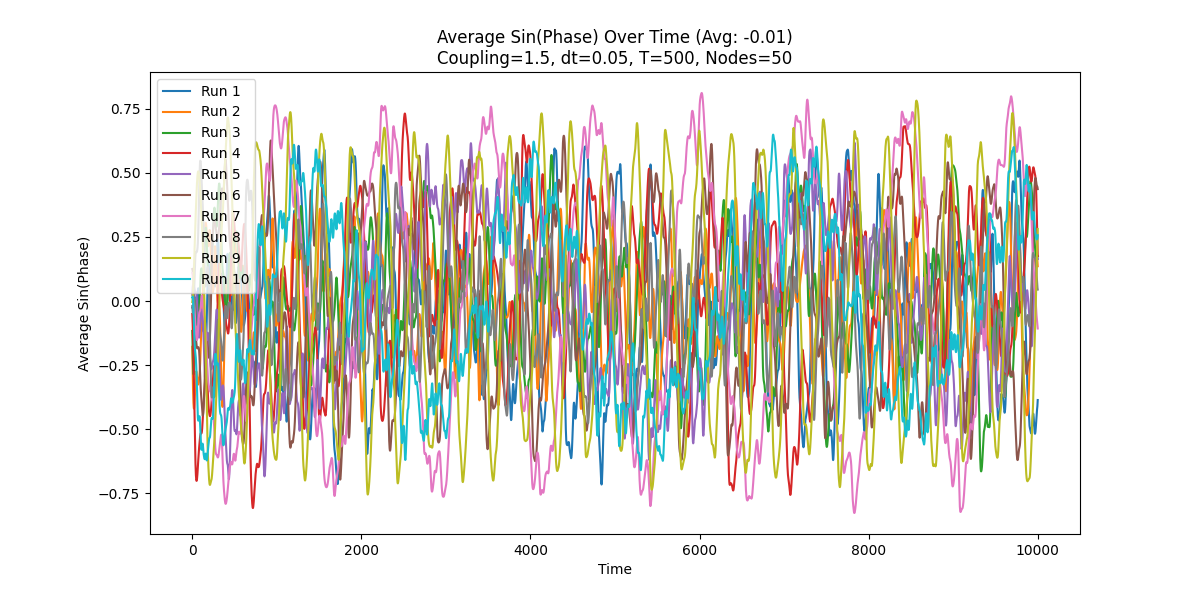 Average Sin(Phase) Over Time (Avg: -0.01)
Coupling=1.5, dt=0.05, T=500, Nodes=50
Run 1
Run 2
Run 3
Run 4
Run 5
Run 6
Run 7
Run 8
Run 9
Run 10
Average Sin(Phase)
0.75
0.50
0.25
0.00
−0.25
−0.50
−0.75
0
2000
4000
6000
8000
10000
Time